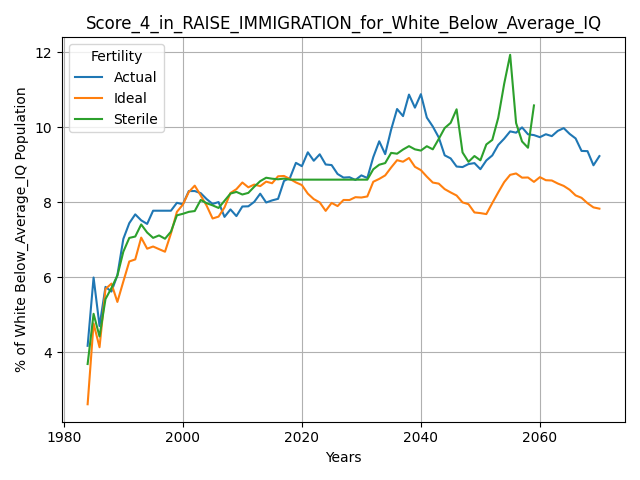 Score_4_in_RAISE_IMMIGRATION_for_White_Below_Average_IQ
Fertility
Actual
Ideal
Sterile
% of White Below_Average_IQ Population
12
10
8
6
4
1980 2000 2020 2040 2060
Years